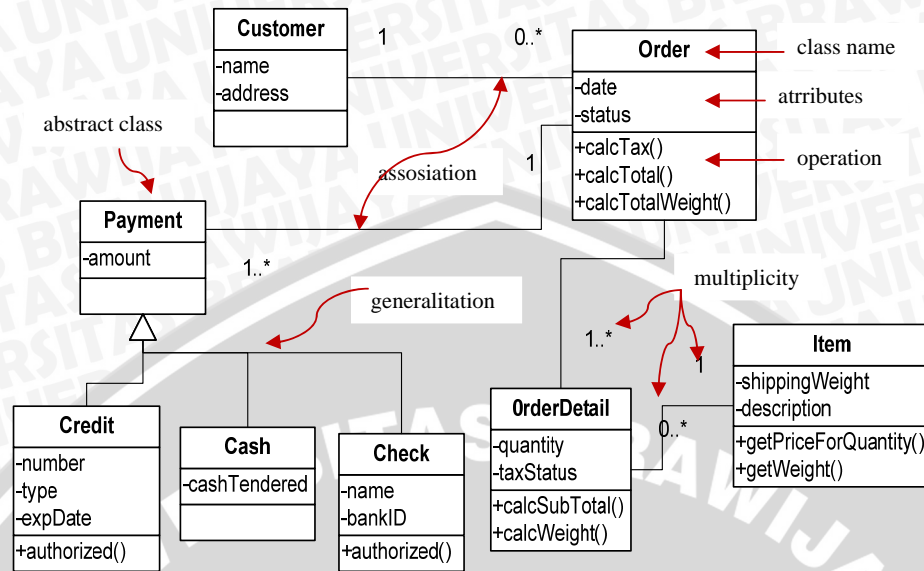 Customer
-name
-address
1
0..*
Order
-date
-status
+calcTax()
+calcTotal()
+calcTotalWeight()
class name
atrributes
operation
abstract class
assosiation
1
Payment
-amount
1..*
generalitation
multiplicity
1..*
1
Item
-shippingWeight
-description
+getPriceForQuantity()
+getWeight()
0..*
0rderDetail
-quantity
-taxStatus
+calcSubTotal()
+calcWeight()
Credit
-number
-type
-expDate
+authorized()
Cash
-cashTendered
Check
-name
-bankID
+authorized()